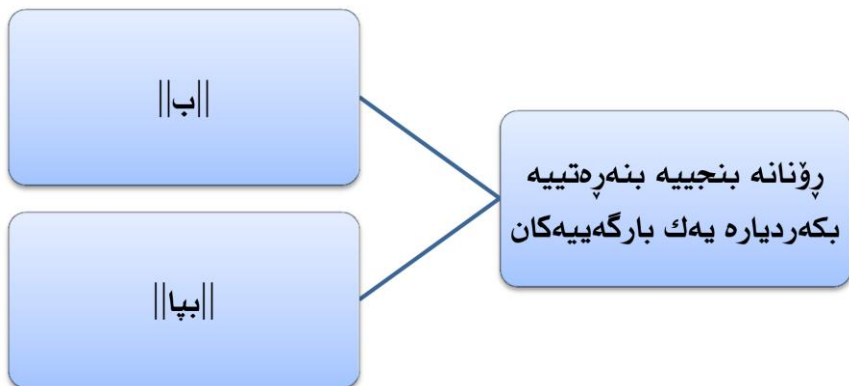 ڕۆنانە بنجییە بنەڕەتییە
بکەردیارە یەك بارگەییەکان
||ب||
||بپا||